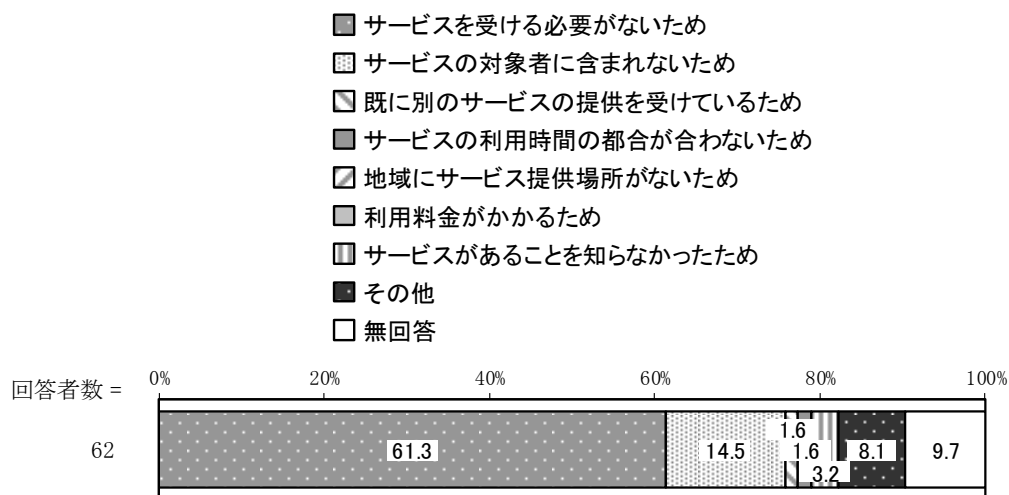 サービスを受ける必要がないため
サービスの対象者に含まれないため
既に別のサービスの提供を受けているため
サービスの利用時間の都合が合わないため
地域にサービス提供場所がないため
利用料金がかかるため
サービスがあることを知らなかったため
その他
無回答
回答者数 =
0% 20% 40% 60% 80% 100%
62
61.3 14.5 1.6 1.6 3.2 8.1 9.7